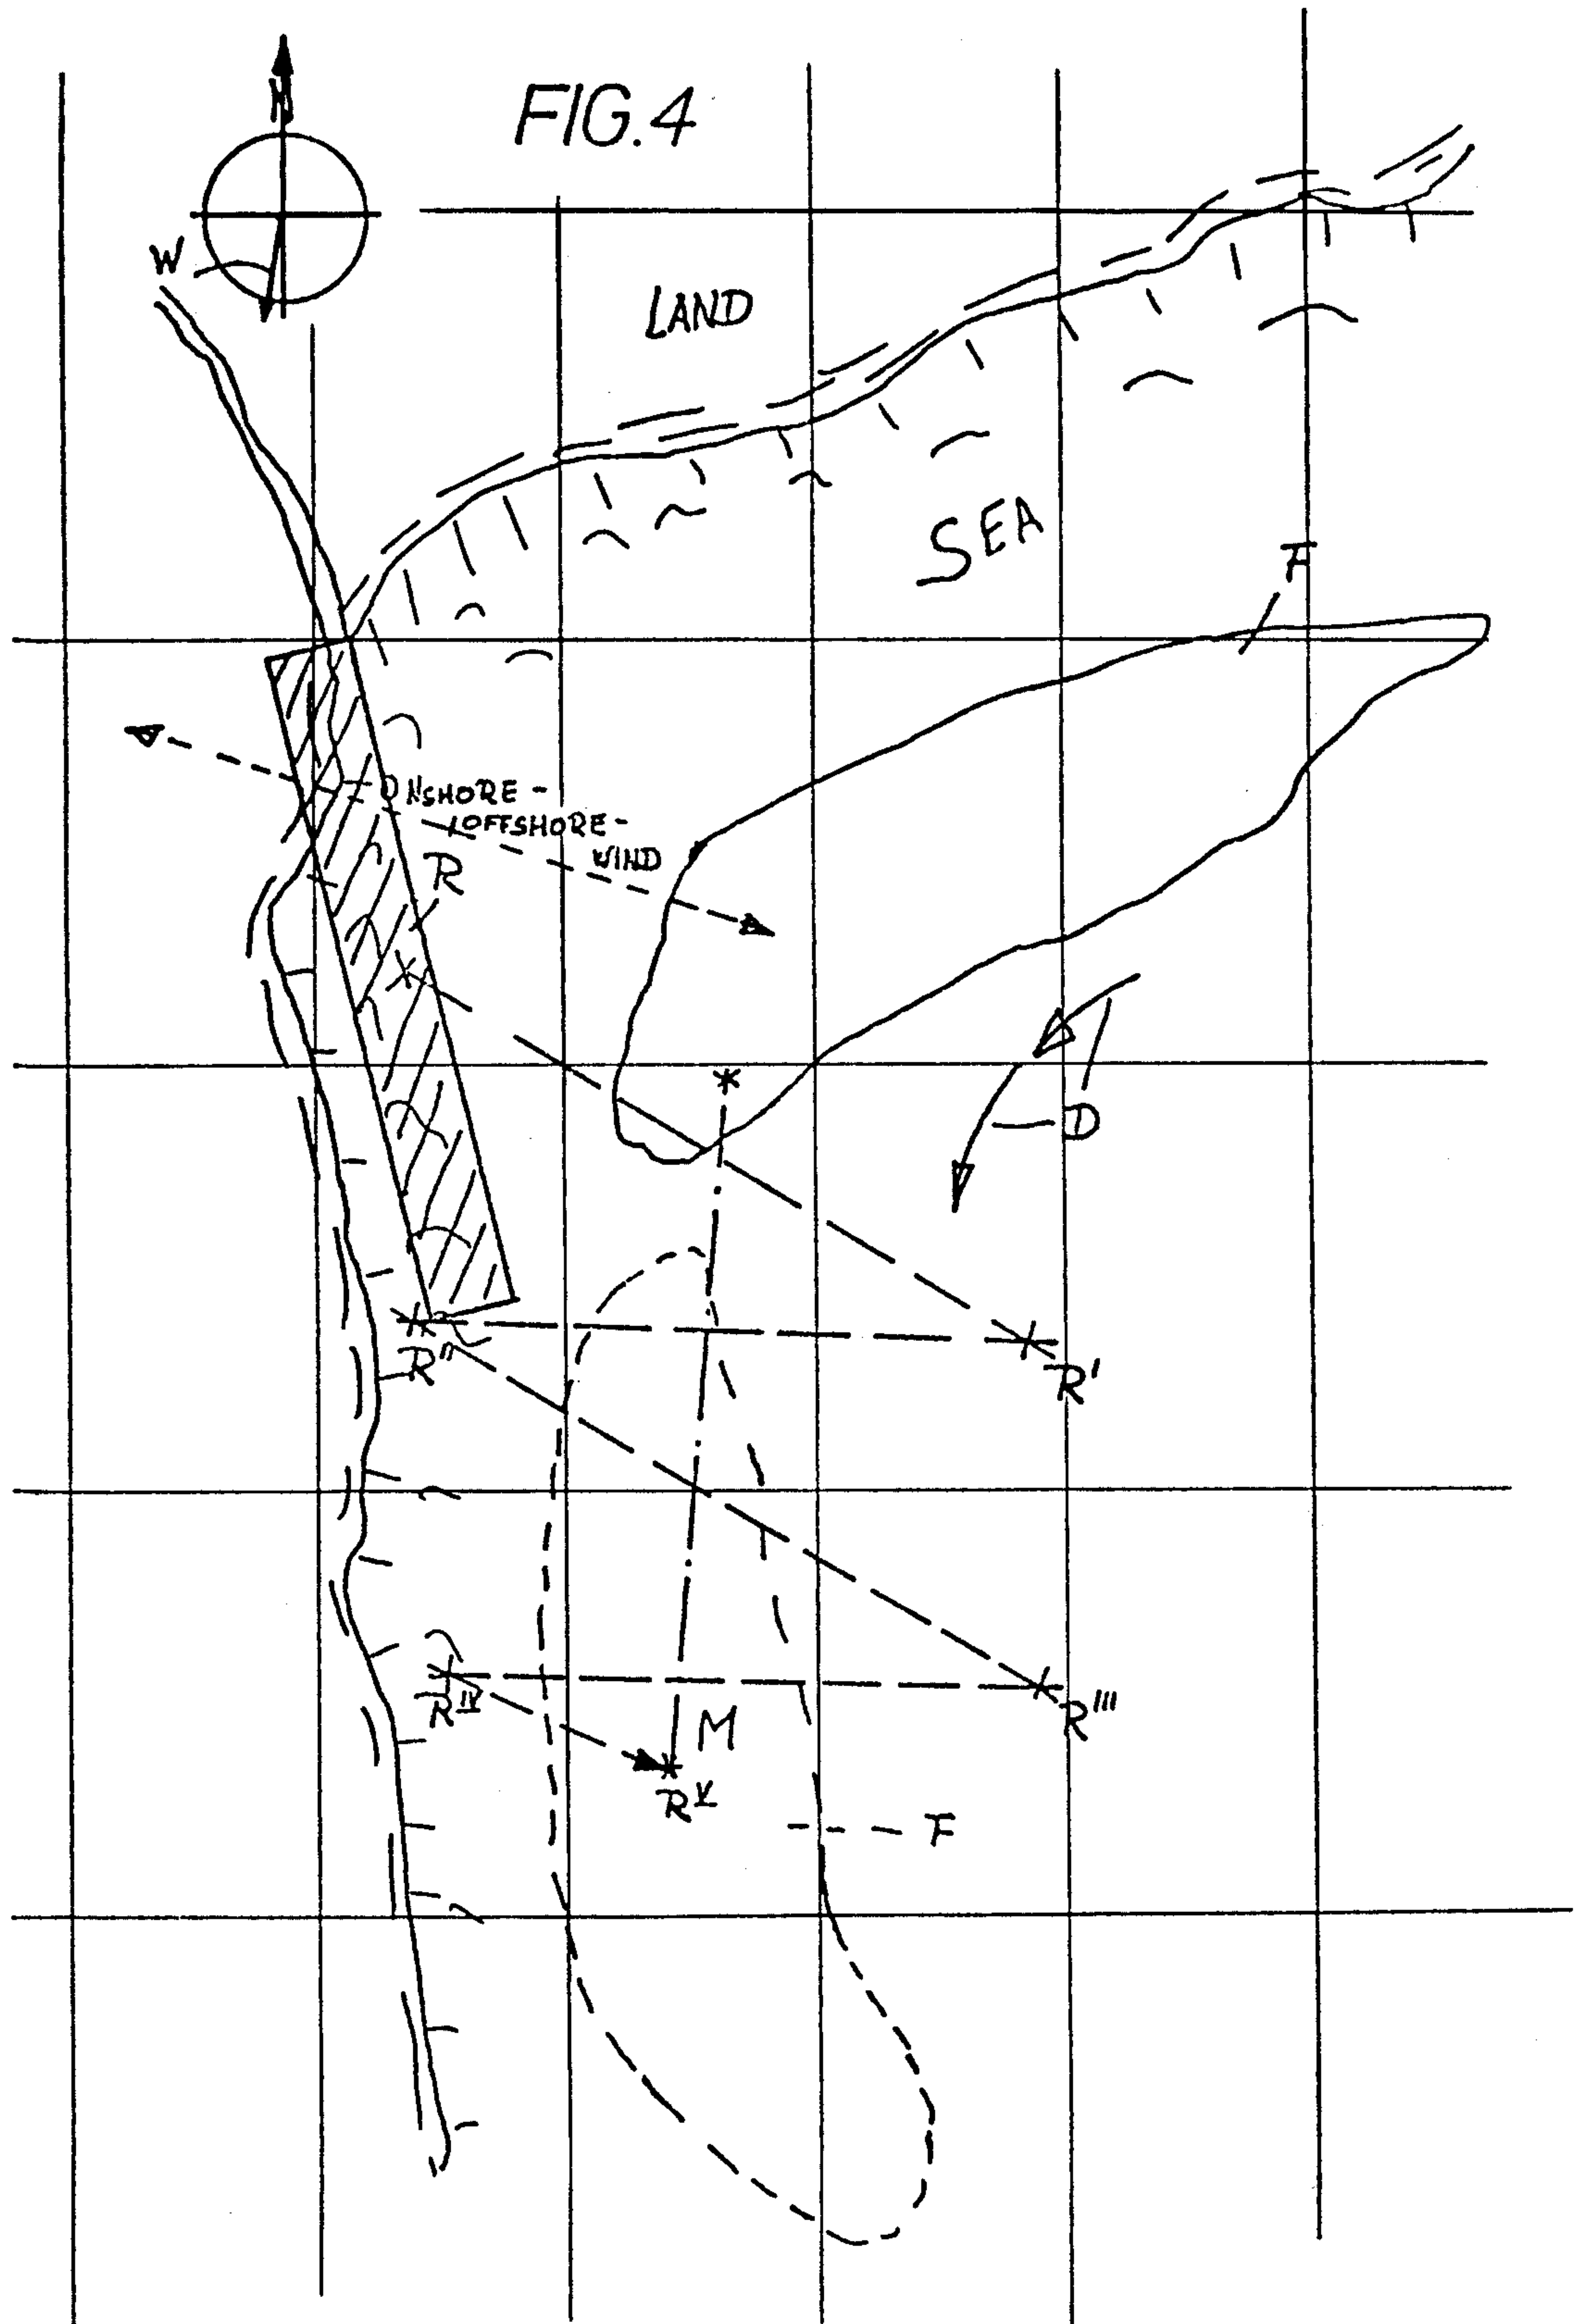 N
FIG.4
W
LAND
SEA
F
ONSHORE -
OFFSHORE -
WIND
R
D
R''
R'
R^IV
R'''
M
R^V
F